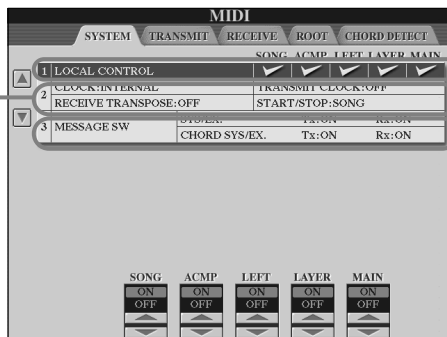 MIDI
SYSTEM TRANSMIT RECEIVE ROOT CHORD DETECT
SONG ACMP LEFT LAYER MAIN
1 LOCAL CONTROL
2 CLOCK:INTERNAL TRANSMIT CLOCK:OFF
RECEIVE TRANSPOSE:OFF START/STOP:SONG
3 MESSAGE SW SYS/EX. Tx:ON Rx:ON
CHORD SYS/EX. Tx:ON Rx:ON
SONG ACMP LEFT LAYER MAIN
ON ON ON ON ON
OFF OFF OFF OFF OFF